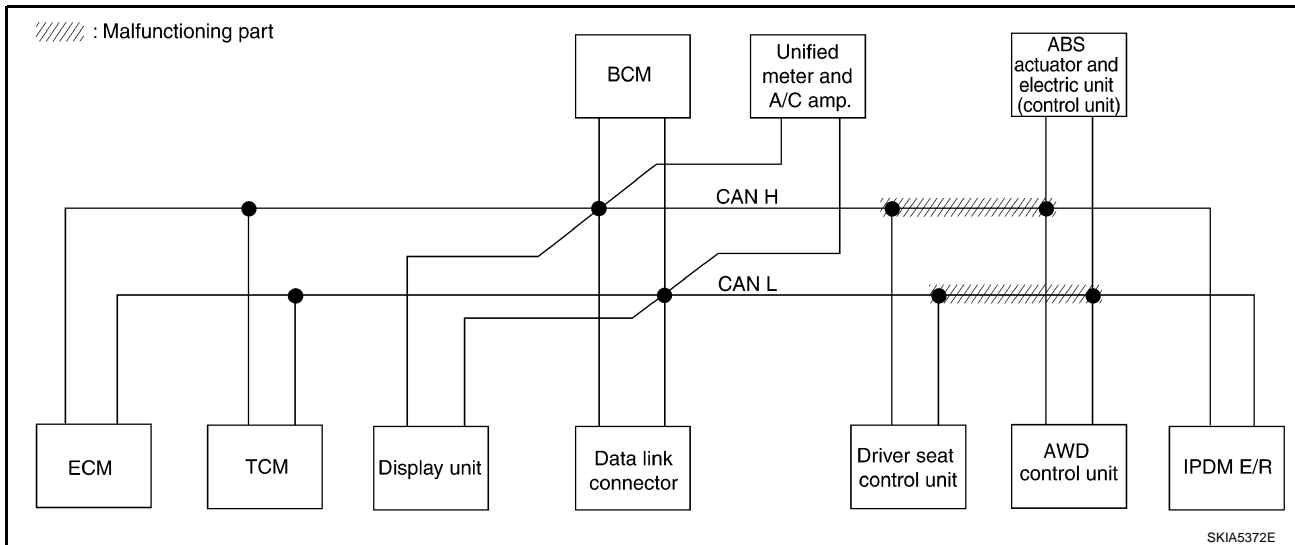 : Malfunctioning part
BCM
Unified
meter and
A/C amp.
ABS
actuator and
electric unit
(control unit)
CAN H
CAN L
ECM
TCM
Display unit
Data link
connector
Driver seat
control unit
AWD
control unit
IPDM E/R
SKIA5372E